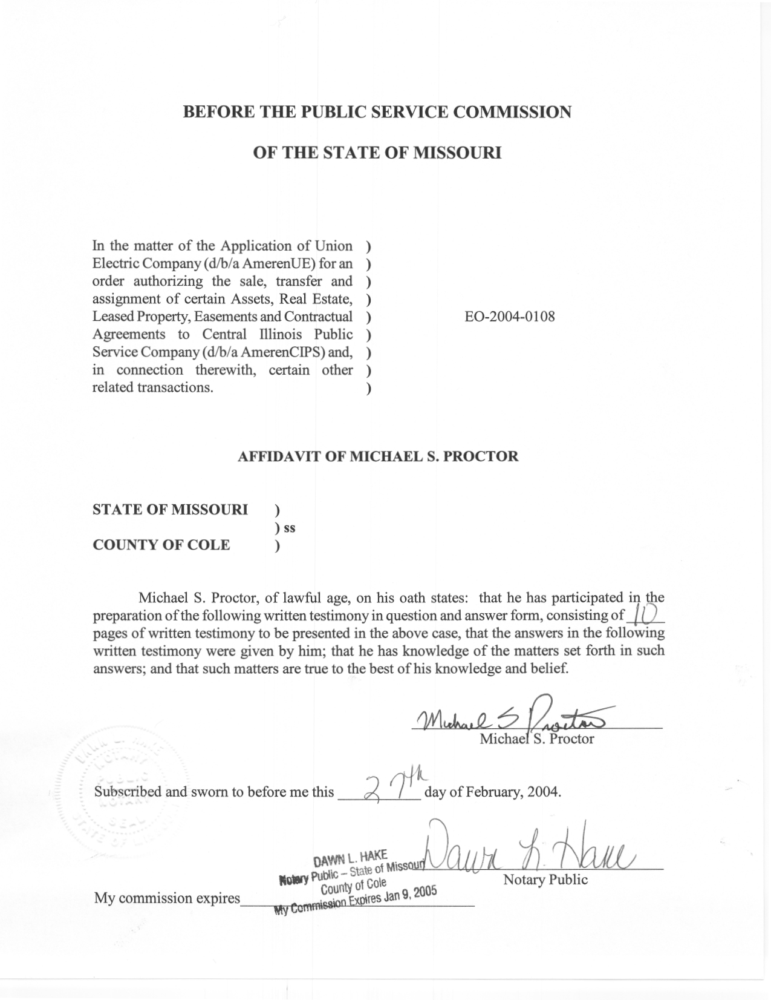 BEFORE THE PUBLIC SERVICE COMMISSION
OF THE STATE OF MISSOURI
In the matter of the Application of Union )
Electric Company (d/b/a AmerenUE) for an )
order authorizing the sale, transfer and )
assignment of certain Assets, Real Estate, )
Leased Property, Easements and Contractual ) EO-2004-0108
Agreements to Central Illinois Public )
Service Company (d/b/a AmerenCIPS) and, )
in connection therewith, certain other )
related transactions. )
AFFIDAVIT OF MICHAEL S. PROCTOR
STATE OF MISSOURI )
) ss
COUNTY OF COLE )
Michael S. Proctor, of lawful age, on his oath states: that he has participated in the
preparation of the following written testimony in question and answer form, consisting of 10
pages of written testimony to be presented in the above case, that the answers in the following
written testimony were given by him; that he has knowledge of the matters set forth in such
answers; and that such matters are true to the best of his knowledge and belief.
Michael S Proctor
Michael S. Proctor
DAWN L. HAKE
NOTARY
PUBLIC
NOTARY
SEAL
STATE OF MISSOURI
Subscribed and sworn to before me this 27th day of February, 2004.
Dawn L. Hake
Notary Public
DAWN L. HAKE
Notary Public – State of Missouri
County of Cole
My Commission Expires Jan 9, 2005
My commission expires